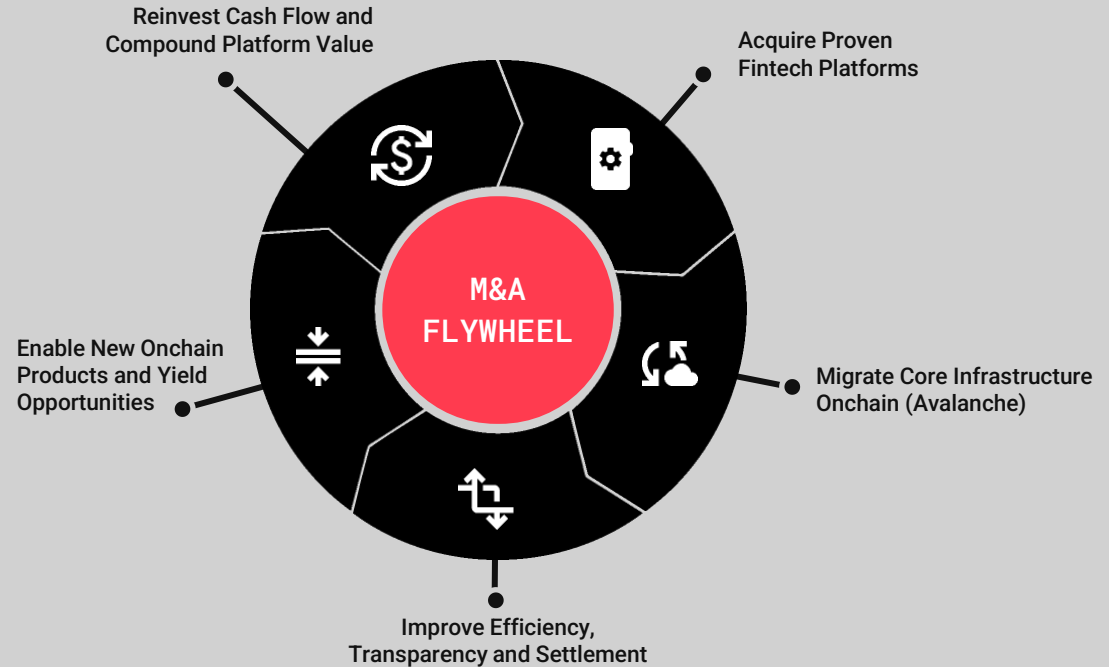 Reinvest Cash Flow and
Compound Platform Value
Acquire Proven
Fintech Platforms
M&A
FLYWHEEL
Enable New Onchain
Products and Yield
Opportunities
Migrate Core Infrastructure
Onchain (Avalanche)
Improve Efficiency,
Transparency and Settlement